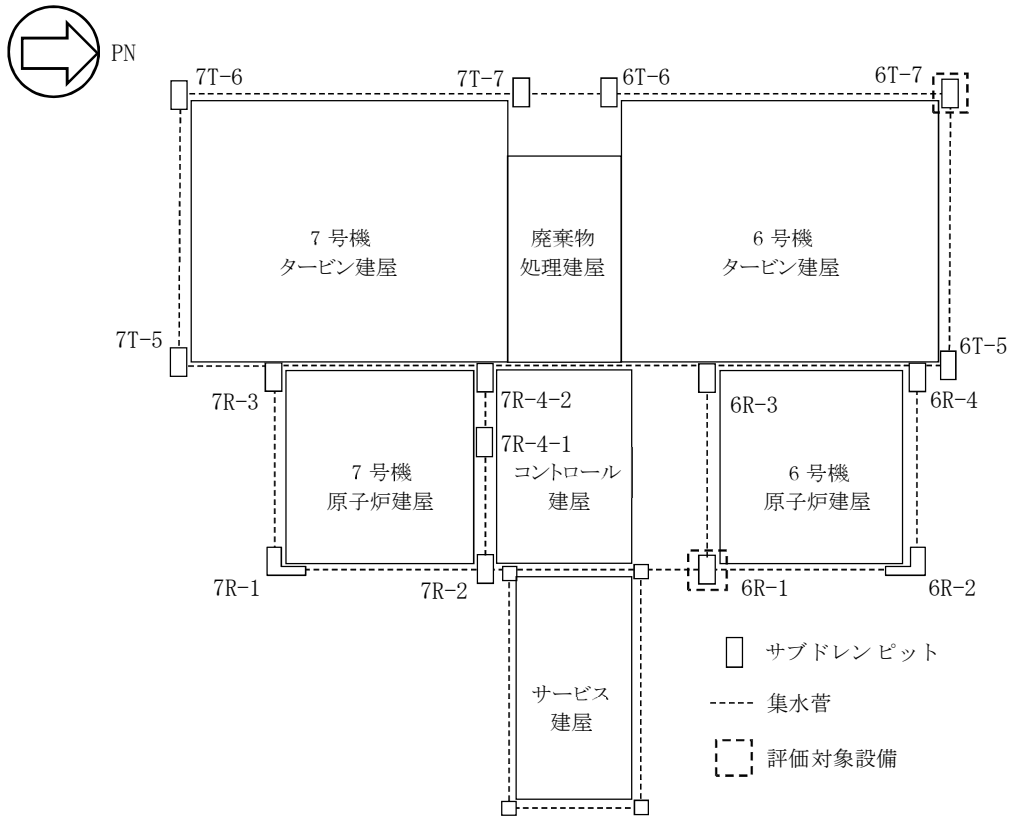 PN
7T-6
7T-7
6T-6
6T-7
7 号機
タービン建屋
廃棄物
処理建屋
6 号機
タービン建屋
7T-5
6T-5
7R-3
7R-4-2
6R-3
6R-4
7R-4-1
7 号機
原子炉建屋
コントロール
建屋
6 号機
原子炉建屋
7R-1
7R-2
6R-1
6R-2
サービス
建屋
サブドレンピット
集水菅
評価対象設備